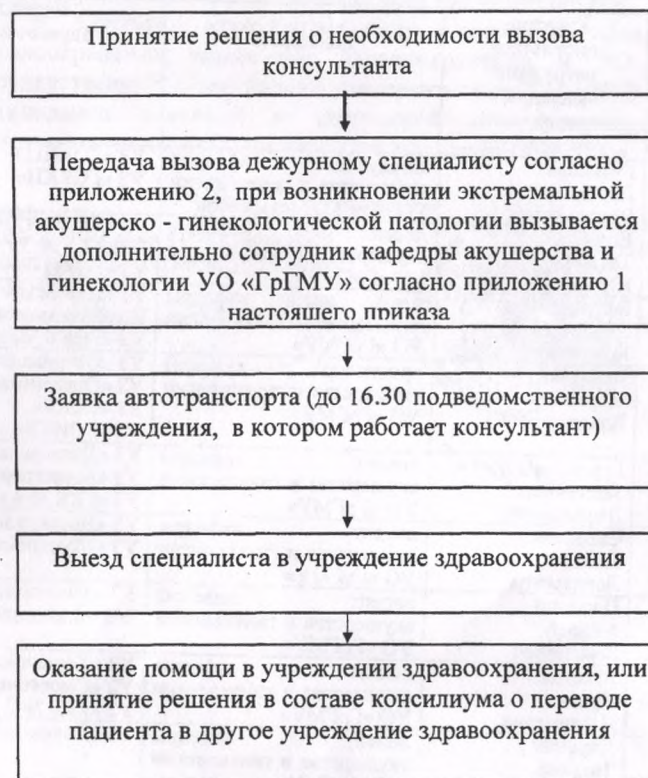 Принятие решения о необходимости вызова
консультанта
Передача вызова дежурному специалисту согласно
приложению 2, при возникновении экстремальной
акушерско - гинекологической патологии вызывается
дополнительно сотрудник кафедры акушерства и
гинекологии УО «ГрГМУ» согласно приложению 1
настоящего приказа
Заявка автотранспорта (до 16.30 подведомственного
учреждения, в котором работает консультант)
Выезд специалиста в учреждение здравоохранения
Оказание помощи в учреждении здравоохранения, или
принятие решения в составе консилиума о переводе
пациента в другое учреждение здравоохранения